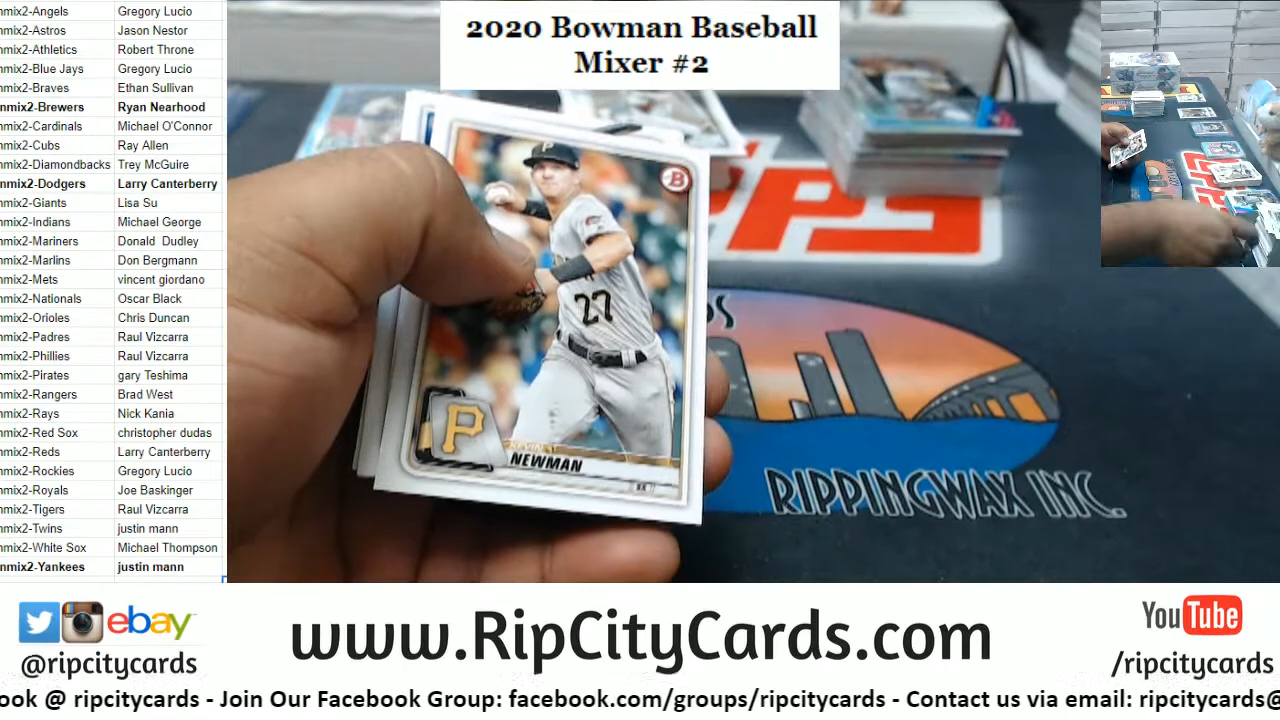 2020 Bowman Baseball
Mixer #2
nmix2-Angels Gregory Lucio
nmix2-Astros Jason Nestor
nmix2-Athletics Robert Throne
nmix2-Blue Jays Gregory Lucio
nmix2-Braves Ethan Sullivan
nmix2-Brewers Ryan Nearhood
nmix2-Cardinals Michael O'Connor
nmix2-Cubs Ray Allen
nmix2-Diamondbacks Trey McGuire
nmix2-Dodgers Larry Canterberry
nmix2-Giants Lisa Su
nmix2-Indians Michael George
nmix2-Mariners Donald Dudley
nmix2-Marlins Don Bergmann
nmix2-Mets vincent giordano
nmix2-Nationals Oscar Black
nmix2-Orioles Chris Duncan
nmix2-Padres Raul Vizcarra
nmix2-Phillies Raul Vizcarra
nmix2-Pirates gary Teshima
nmix2-Rangers Brad West
nmix2-Rays Nick Kania
nmix2-Red Sox christopher dudas
nmix2-Reds Larry Canterberry
nmix2-Rockies Gregory Lucio
nmix2-Royals Joe Baskinger
nmix2-Tigers Raul Vizcarra
nmix2-Twins justin mann
nmix2-White Sox Michael Thompson
nmix2-Yankees justin mann
P
B
27
P
KEVIN
NEWMAN
PPS
DS
RIPPINGWAX INC.
ebay
@ripcitycards
www.RipCityCards.com
YouTube
/ripcitycards
ook @ ripcitycards - Join Our Facebook Group: facebook.com/groups/ripcitycards - Contact us via email: ripcitycards@